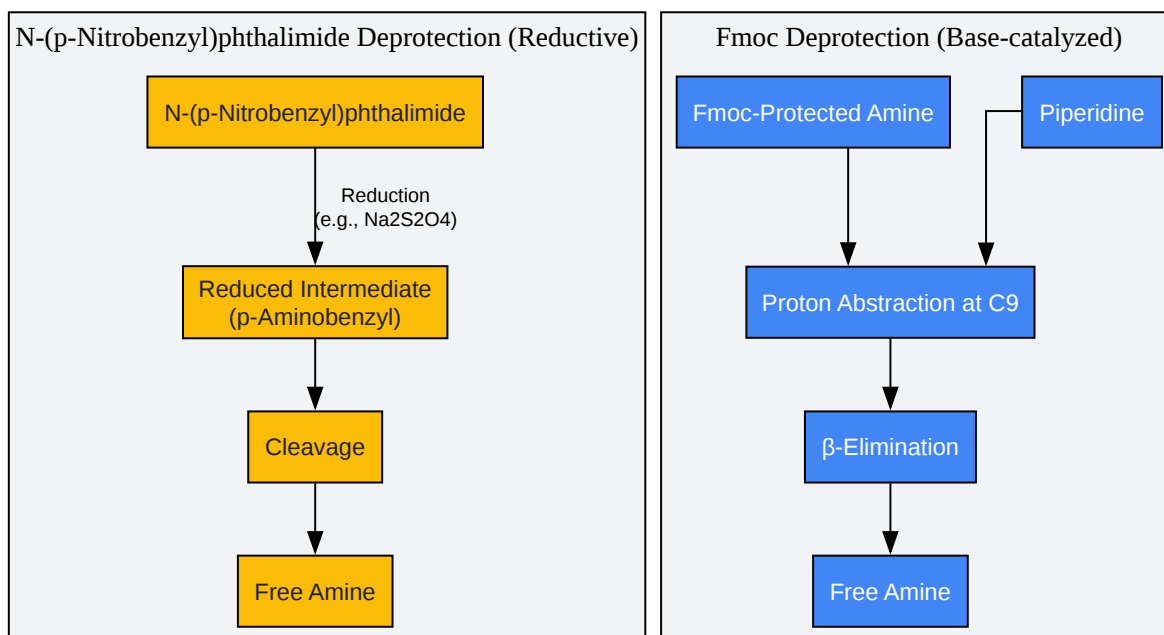 N-(p-Nitrobenzyl)phthalimide Deprotection (Reductive)
N-(p-Nitrobenzyl)phthalimide
Reduction
(e.g., Na2S2O4)
Reduced Intermediate
(p-Aminobenzyl)
Cleavage
Free Amine
Fmoc Deprotection (Base-catalyzed)
Fmoc-Protected Amine
Piperidine
Proton Abstraction at C9
β-Elimination
Free Amine